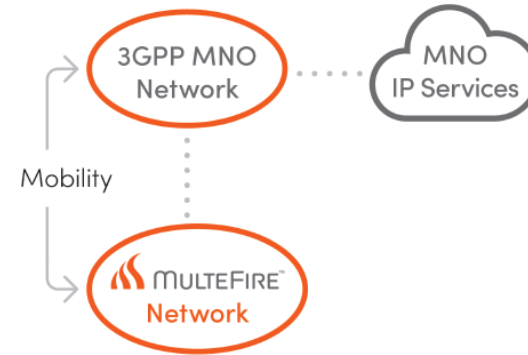 3GPP MNO
Network
MNO
IP Services
Mobility
MULTEFIRE™
Network